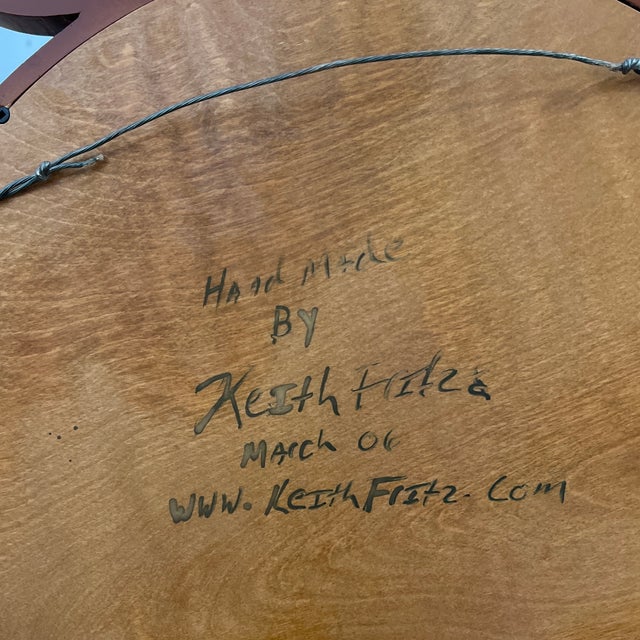 Hand Made
By
Keith Fritz
March 06
www.KeithFritz.com